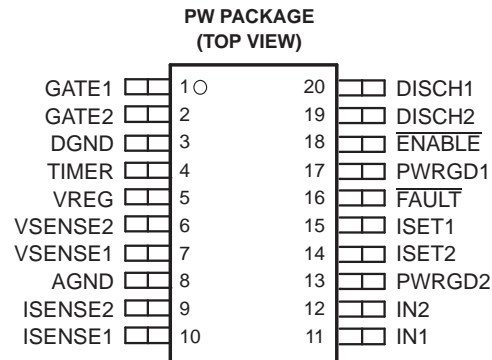 PW PACKAGE
(TOP VIEW)
GATE1 1 20 DISCH1
GATE2 2 19 DISCH2
DGND 3 18 ENABLE
TIMER 4 17 PWRGD1
VREG 5 16 FAULT
VSENSE2 6 15 ISET1
VSENSE1 7 14 ISET2
AGND 8 13 PWRGD2
ISENSE2 9 12 IN2
ISENSE1 10 11 IN1